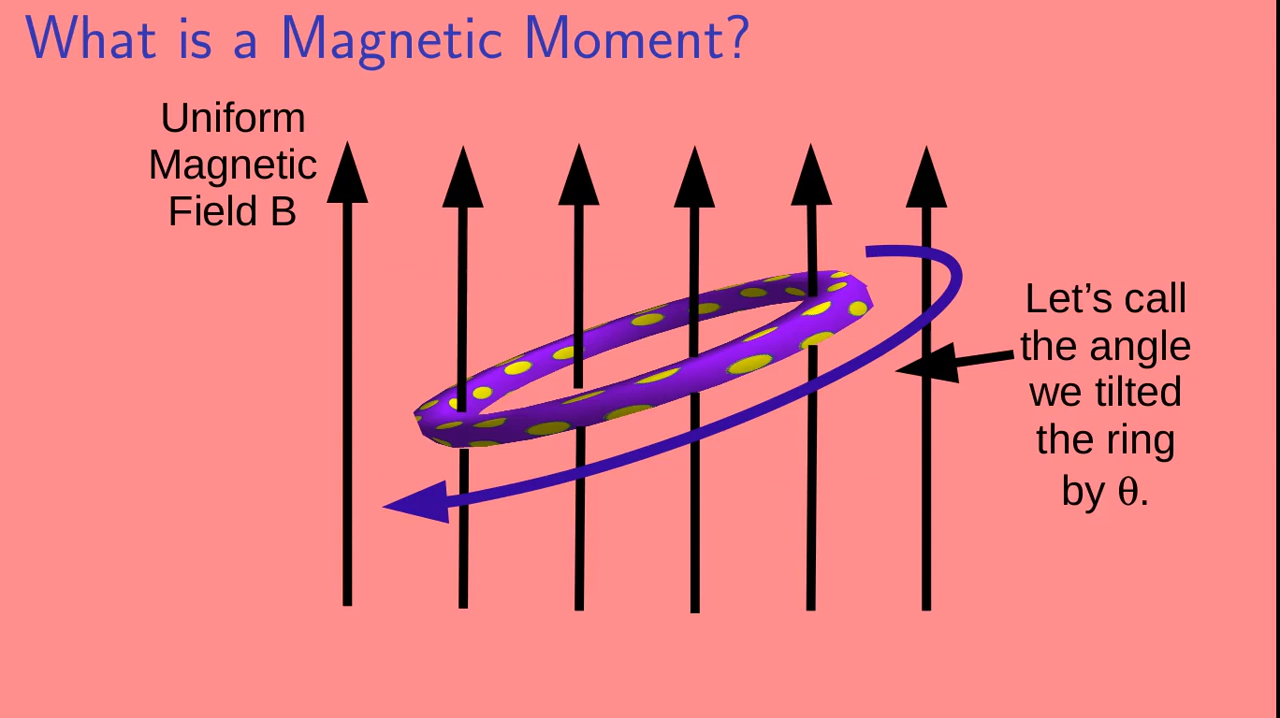 What is a Magnetic Moment?
Uniform
Magnetic
Field B
Let’s call
the angle
we tilted
the ring
by θ.